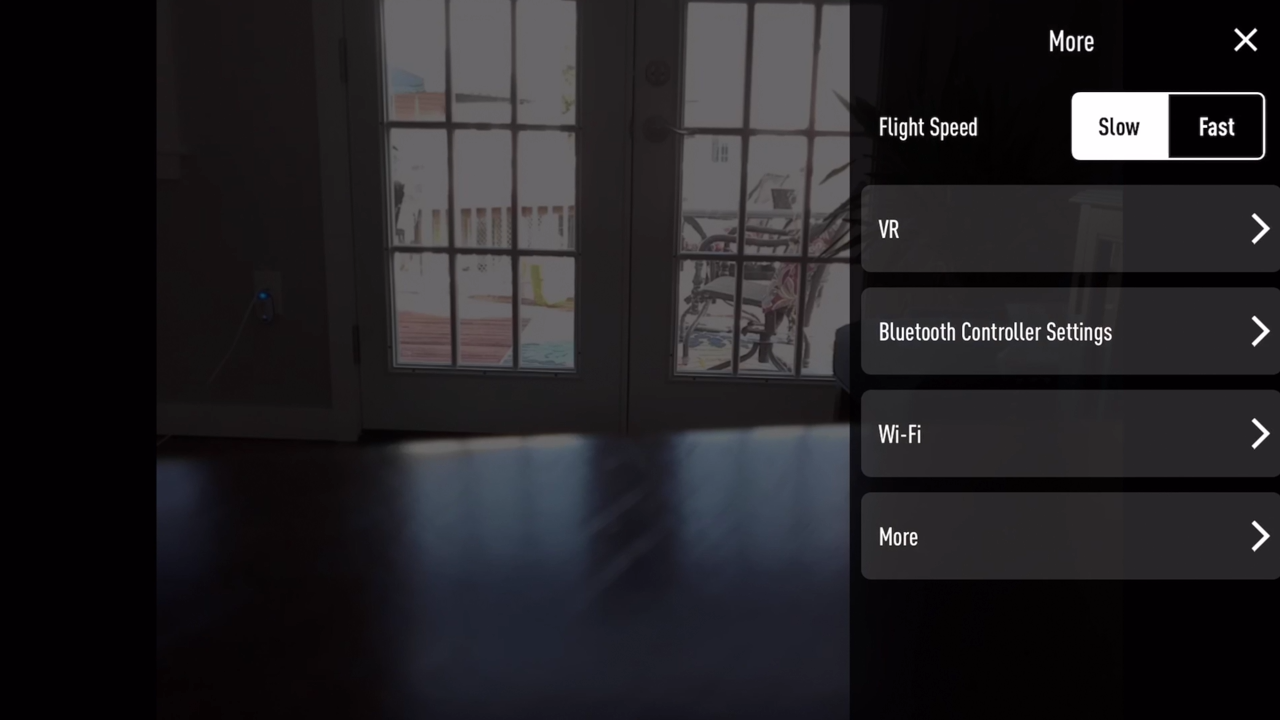 More
Flight Speed
Slow
Fast
VR
Bluetooth Controller Settings
Wi-Fi
More